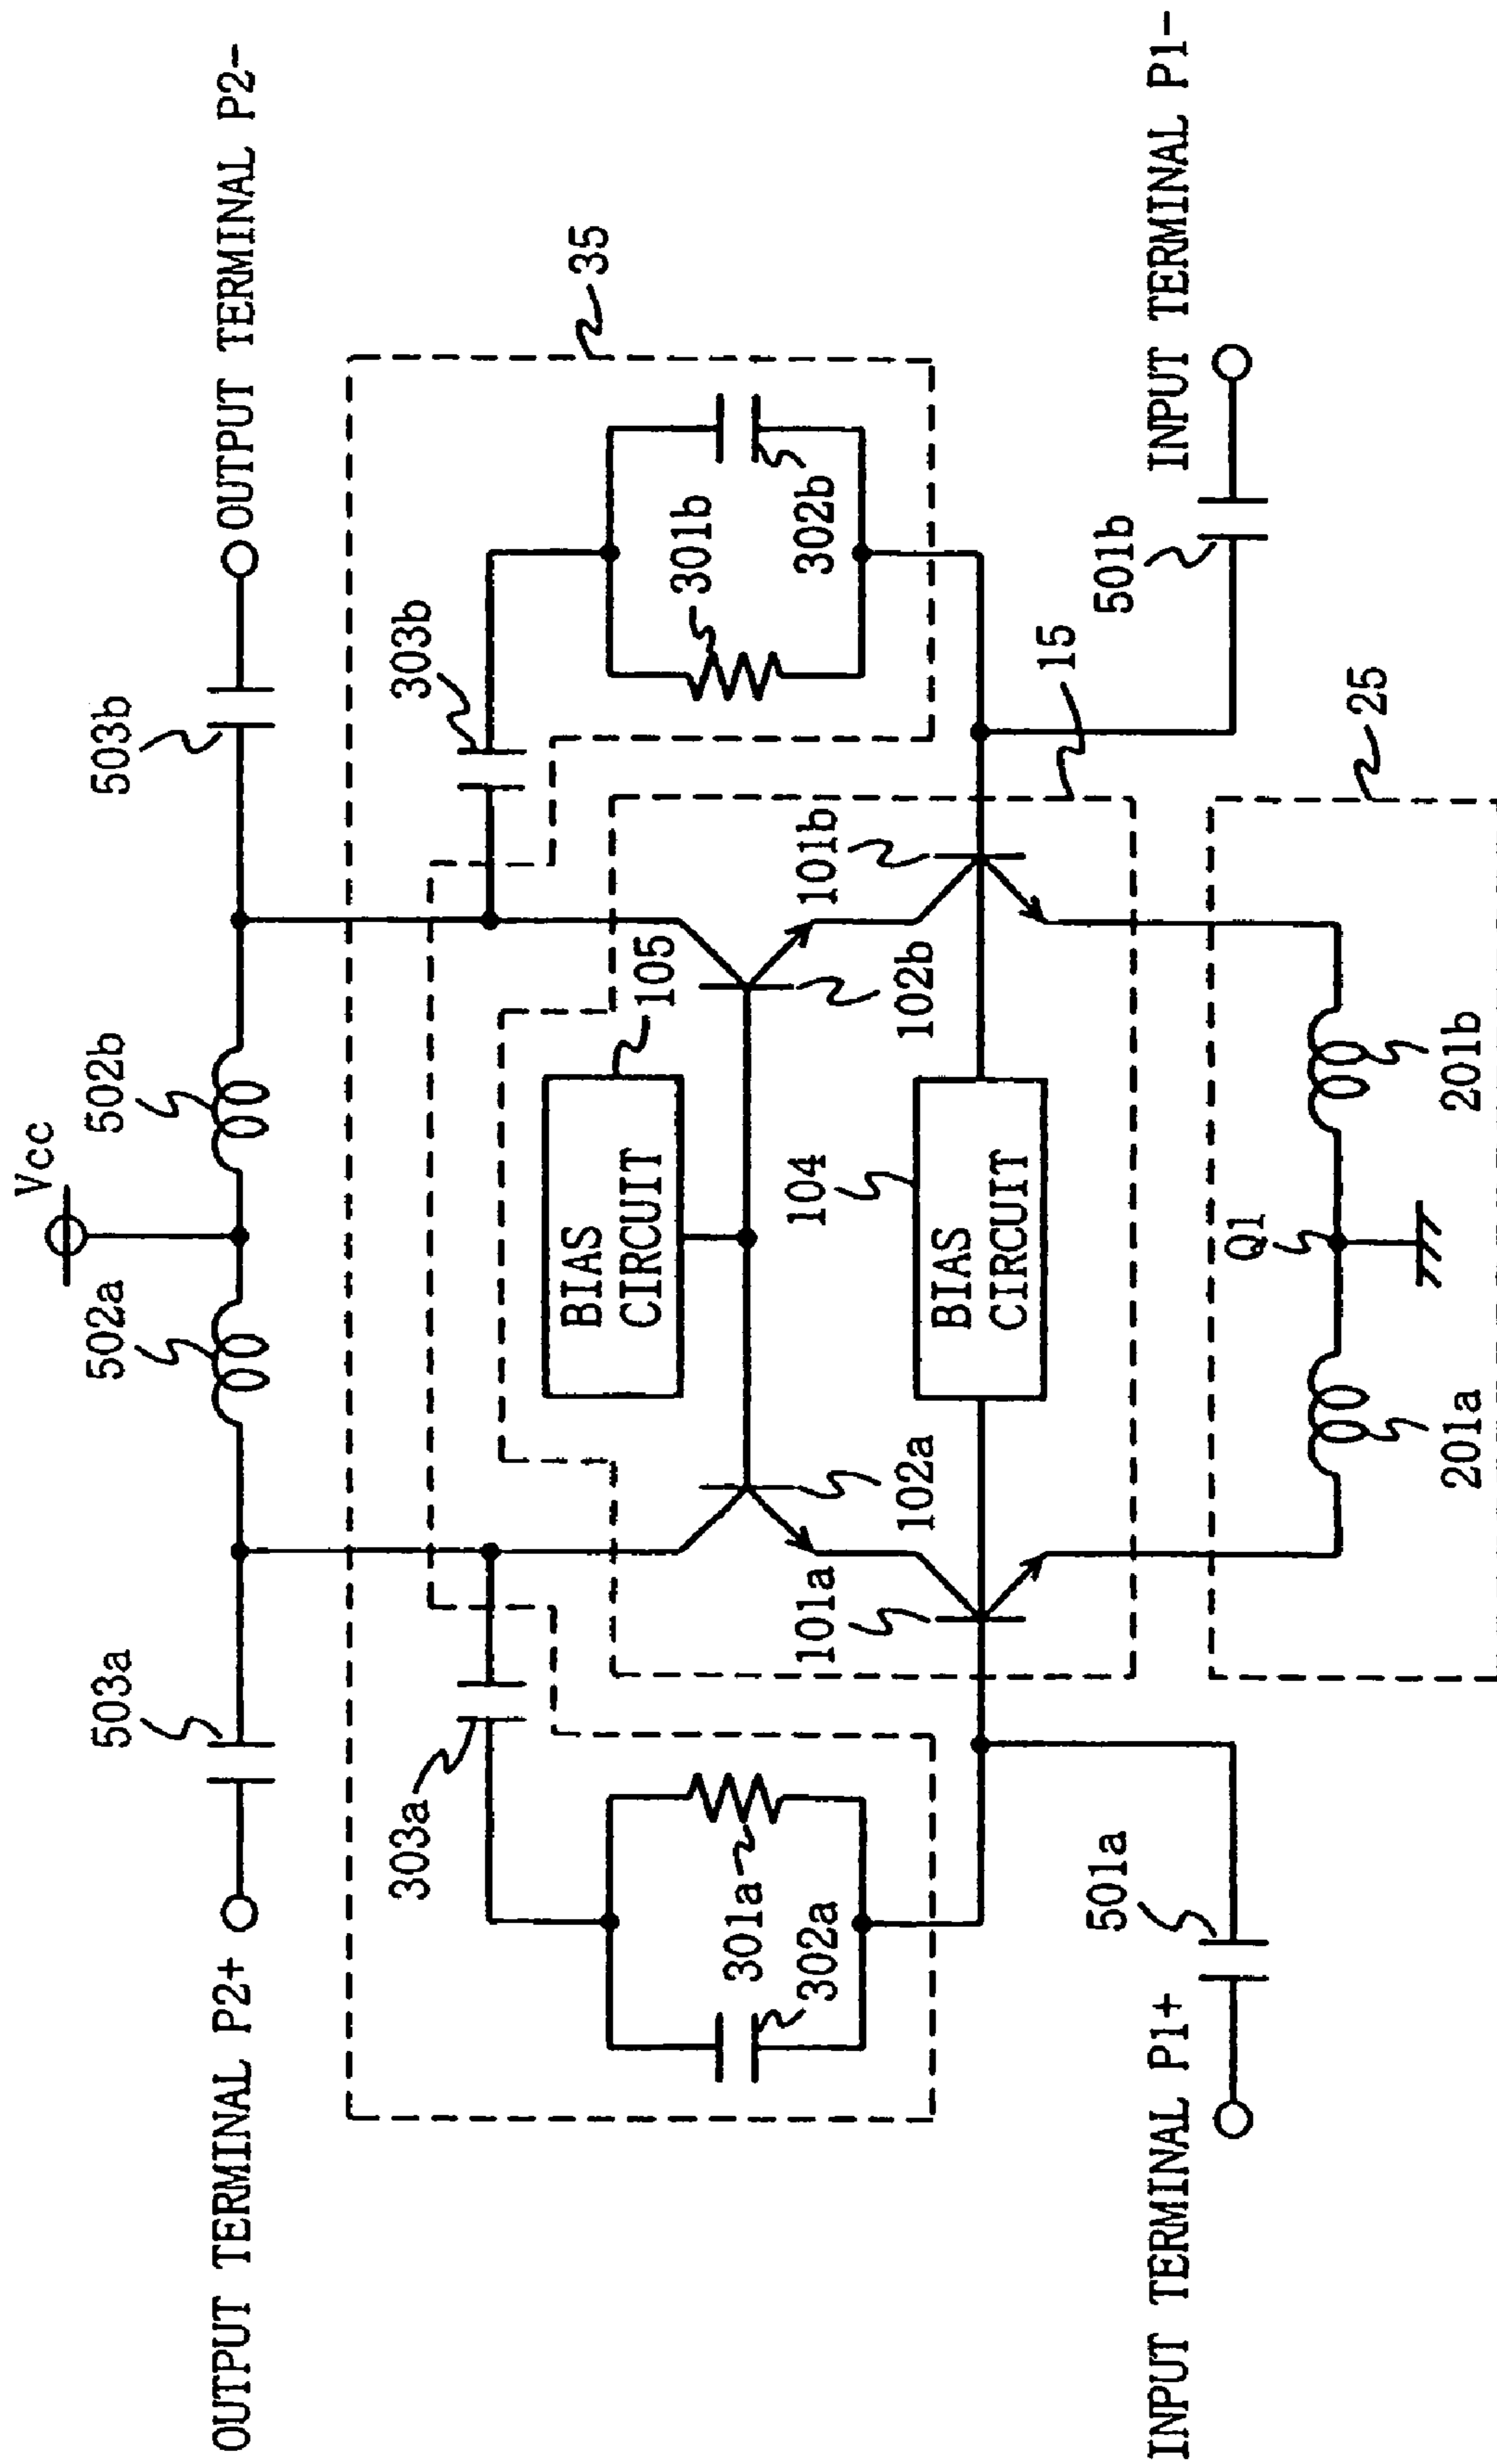 Vcc
503a
502a
502b
503b
OUTPUT TERMINAL P2+
OUTPUT TERMINAL P2-
35
303a
303b
BIAS
CIRCUIT
105
301a
302a
301b
302b
101a
102a
102b
101b
104
BIAS
CIRCUIT
15
501a
501b
INPUT TERMINAL P1+
INPUT TERMINAL P1-
Q1
25
201a
201b